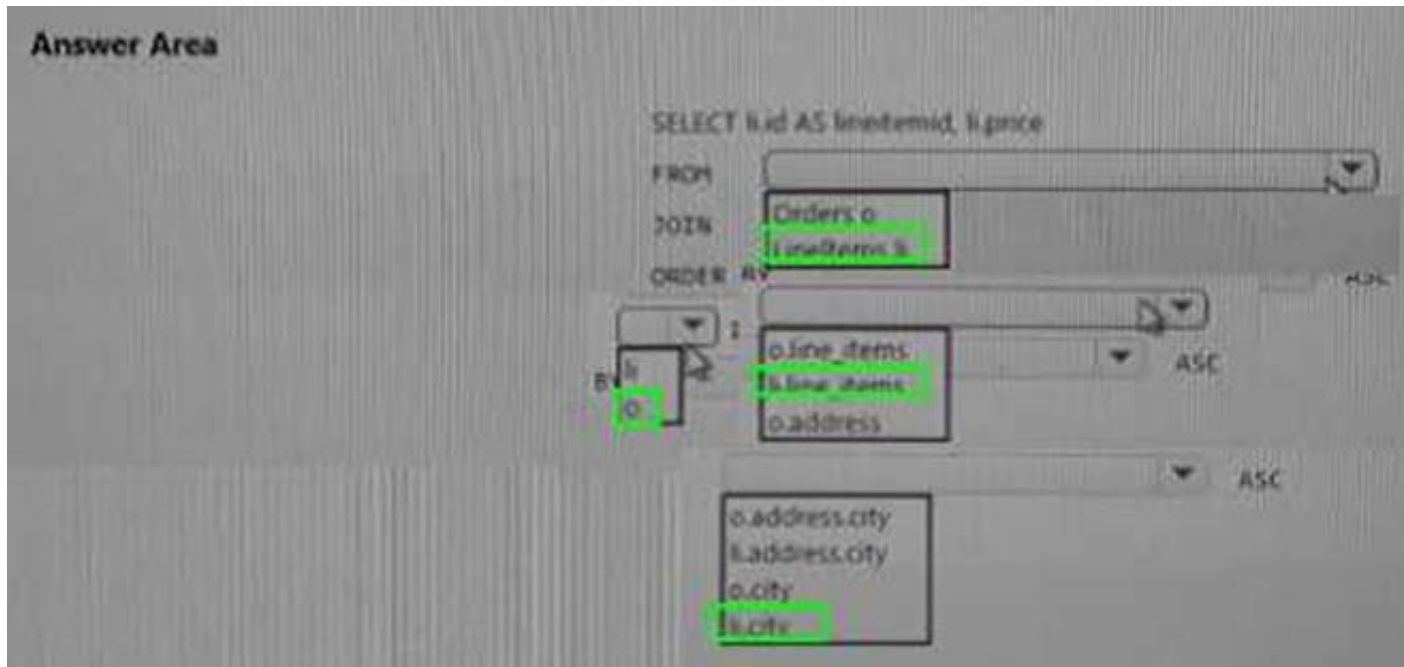 Answer Area
SELECT li.id AS lineitemid, li.price
FROM
Orders o
JOIN
LineItems li
ORDER BY
ASC
I
li
o
o.line_items
li.line_items
o.address
ASC
ASC
o.address.city
li.address.city
o.city
li.city